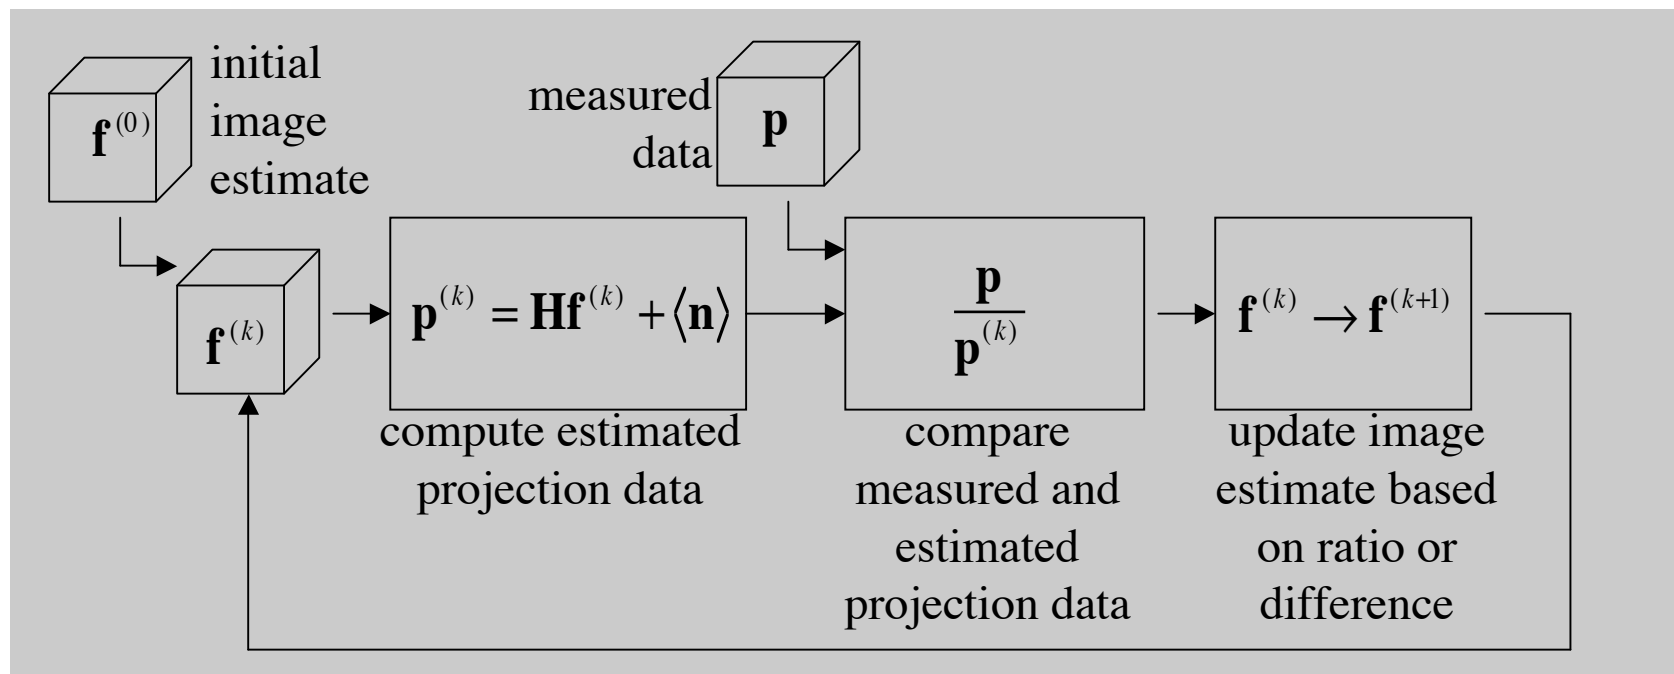 f^(0)
initial
image
estimate
measured
data
p
f^(k)
p^(k) = Hf^(k) + ⟨n⟩
p
p^(k)
f^(k) → f^(k+1)
compute estimated
projection data
compare
measured and
estimated
projection data
update image
estimate based
on ratio or
difference